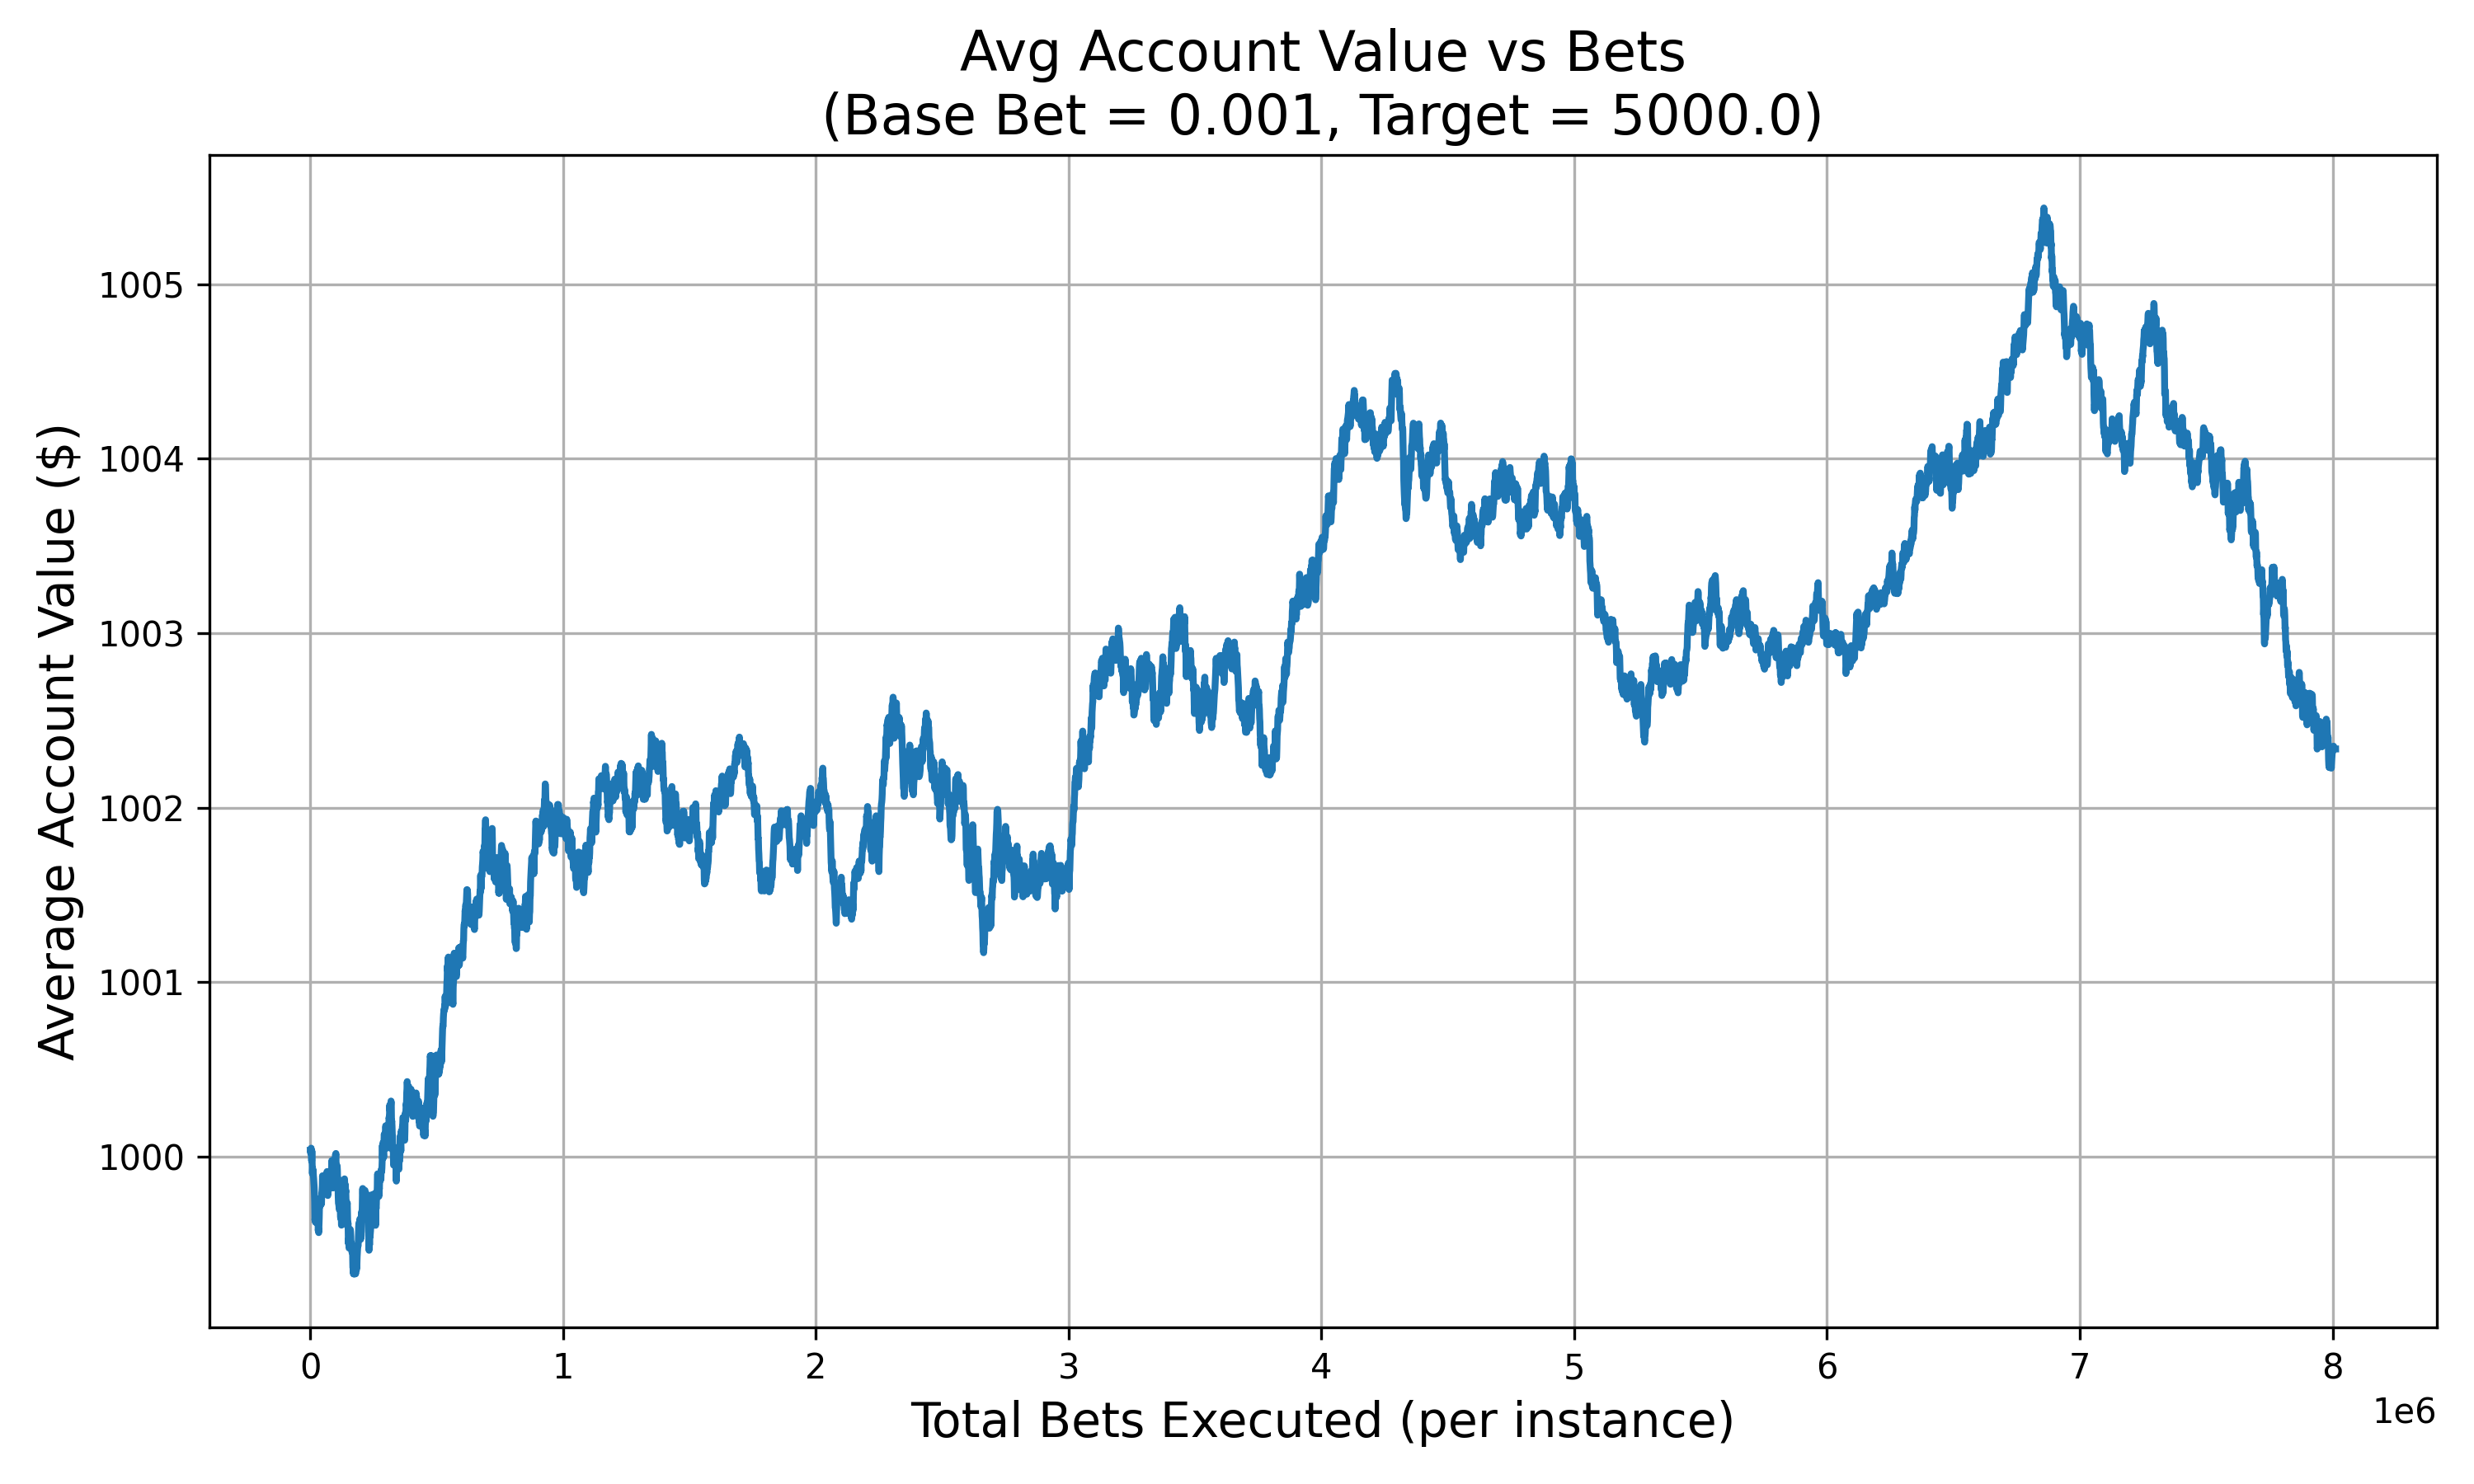 Avg Account Value vs Bets
(Base Bet = 0.001, Target = 5000.0)
Average Account Value ($)
1005
1004
1003
1002
1001
1000
0 1 2 3 4 5 6 7 8
1e6
Total Bets Executed (per instance)